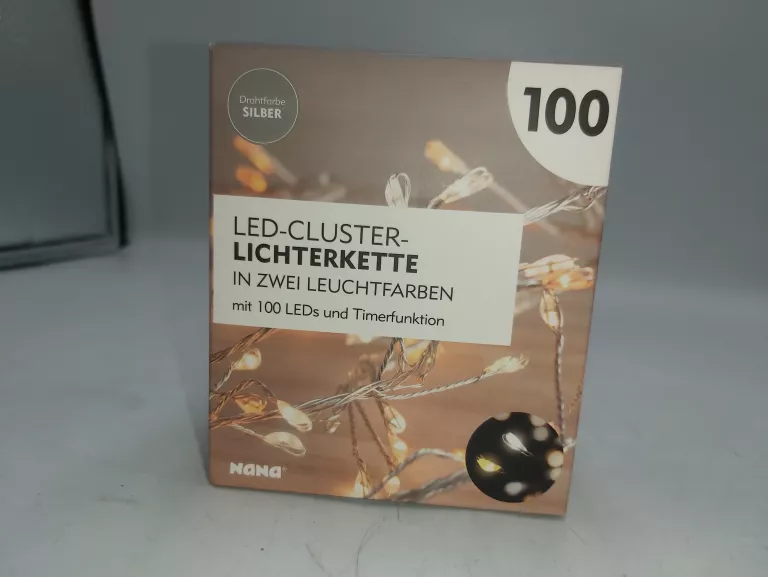 Drahtfarbe
SILBER
100
LED-CLUSTER-
LICHTERKETTE
IN ZWEI LEUCHTFARBEN
mit 100 LEDs und Timerfunktion
NANA®